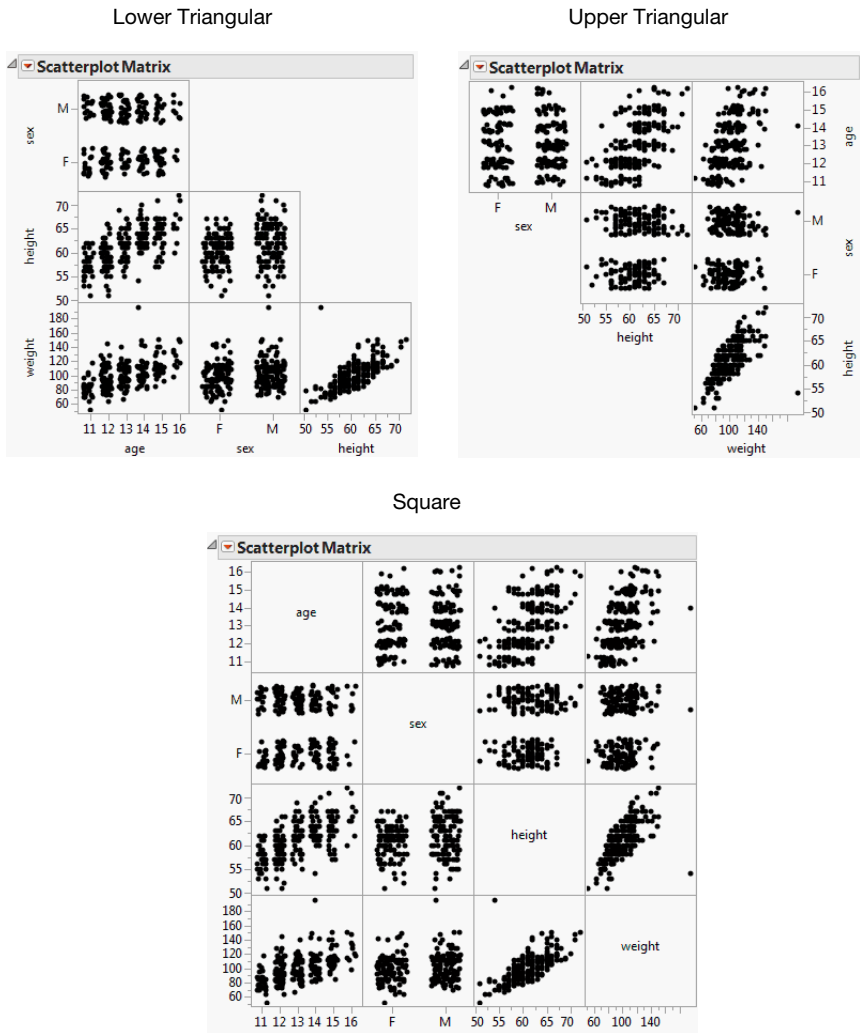 Lower Triangular
Upper Triangular
Scatterplot Matrix
M
F
sex
70
65
60
55
50
height
180
160
140
120
100
80
60
weight
11 12 13 14 15 16
age
F M
sex
50 55 60 65 70
height
Scatterplot Matrix
16
15
14
13
12
11
age
F M
sex
M
F
sex
50 55 60 65 70
height
70
65
60
55
50
height
60 100 140
weight
Square
Scatterplot Matrix
16
15
14
13
12
11
age
M
F
sex
70
65
60
55
50
height
180
160
140
120
100
80
60
weight
11 12 13 14 15 16
F M
50 55 60 65 70
60 100 140